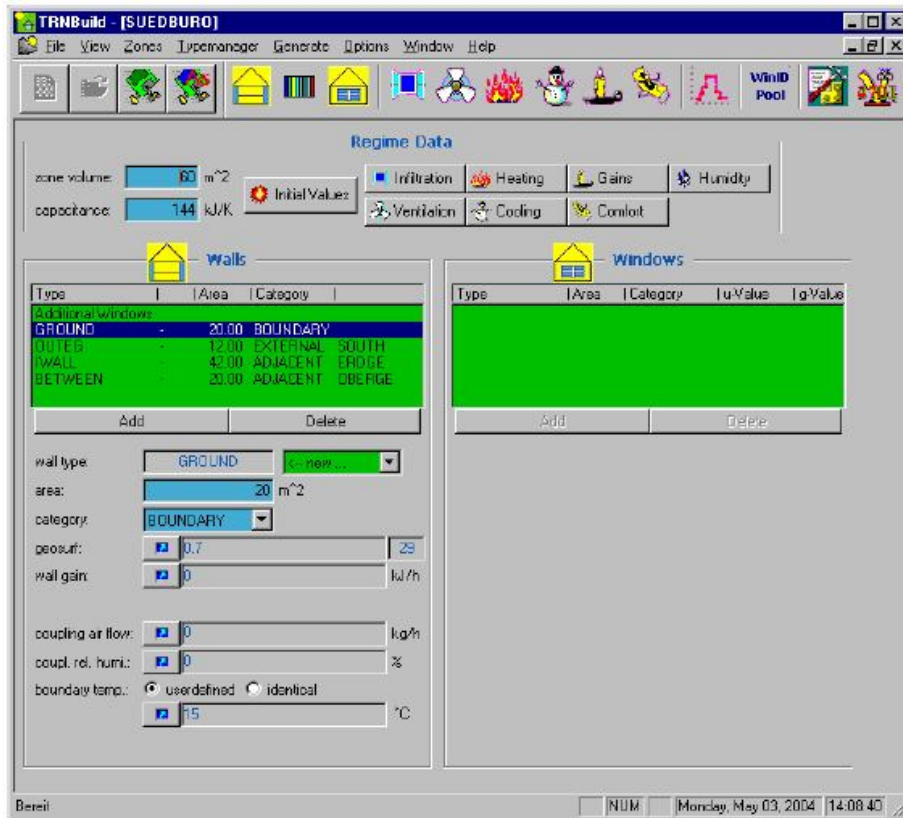 TRNBuild - [SUEDBURO]
File View Zones Typemanager Generate Options Window Help
WinID Pool
Regime Data
zone volume: 60 m^2
capacitance: 144 kJ/K
Initial Values
Infiltration Heating Gains Humidity
Ventilation Cooling Comfort
Walls
Type - Area Category
Additional Windows
GROUND - 20.00 BOUNDARY
OUTEG - 12.00 EXTERNAL SOUTH
IWALL - 42.00 ADJACENT ERDGE
BETWEEN - 20.00 ADJACENT OBERGE
Add Delete
wall type: GROUND <-- new ...
area: 20 m^2
category: BOUNDARY
geosurf: 0.7 29
wall gain: 0 kJ/h
coupling air flow: 0 kg/h
coupl. rel. humi.: 0 %
boundary temp.: userdefined identical
15 °C
Windows
Type Area Category u-Value g-Value
Add Delete
Bereit NUM Monday, May 03, 2004 14:08:40